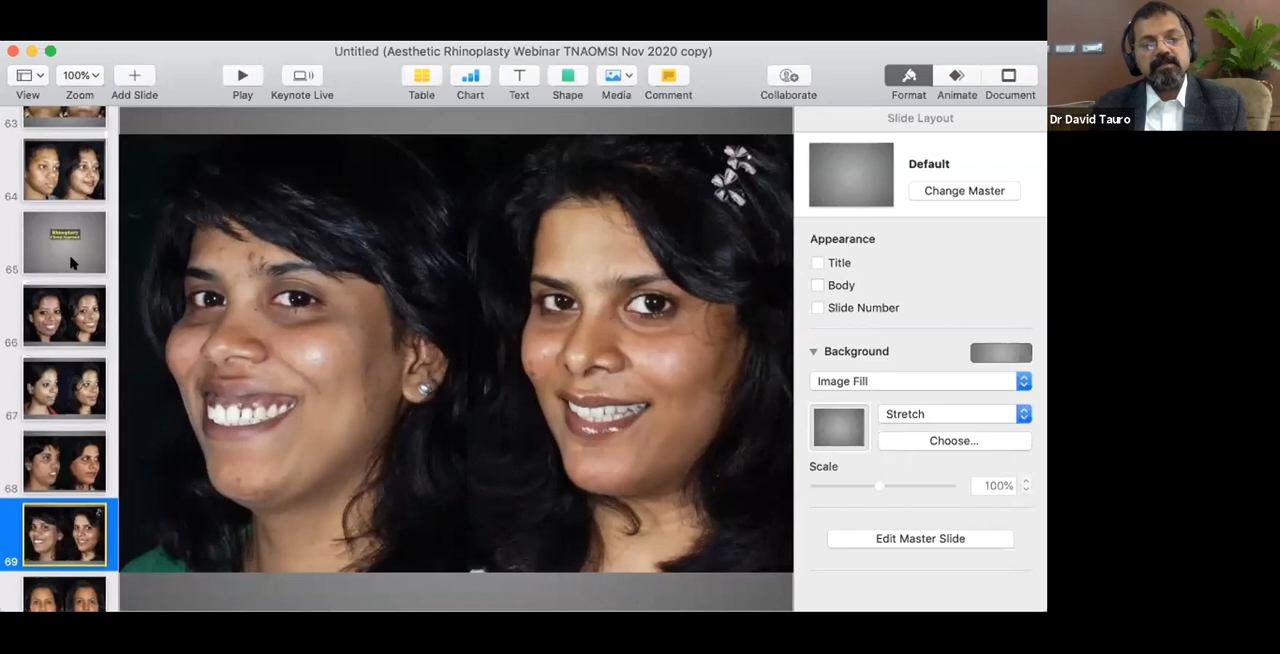 Untitled (Aesthetic Rhinoplasty Webinar TNAOMSI Nov 2020 copy)
100%
View
Zoom
Add Slide
Play
Keynote Live
Table
Chart
Text
Shape
Media
Comment
Collaborate
Format
Animate
Document
Dr David Tauro
63
64
65
66
67
68
69
Rhinoplasty
Slide Layout
Default
Change Master
Appearance
Title
Body
Slide Number
Background
Image Fill
Stretch
Choose...
Scale
100%
Edit Master Slide